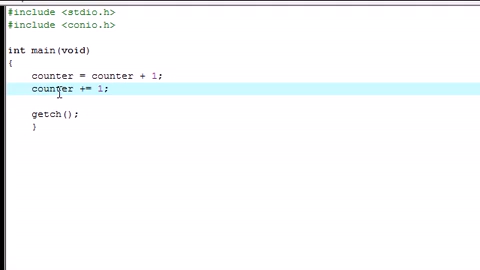 #include <stdio.h>
#include <conio.h>
int main(void)
{
counter = counter + 1;
counter += 1;
getch();
}